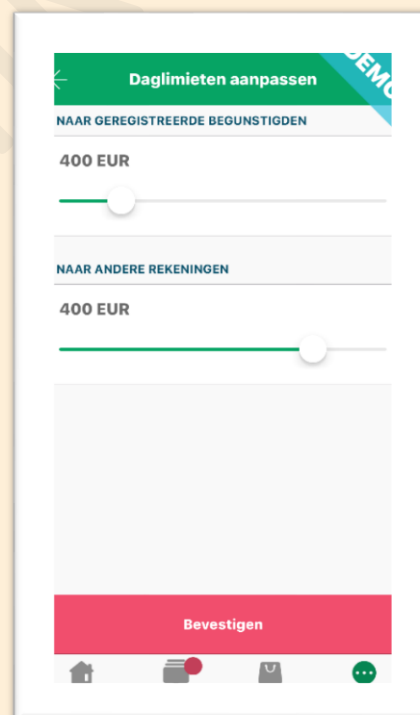 Daglimieten aanpassen
DEMO
NAAR GEREGISTREERDE BEGUNSTIGDEN
400 EUR
NAAR ANDERE REKENINGEN
400 EUR
Bevestigen